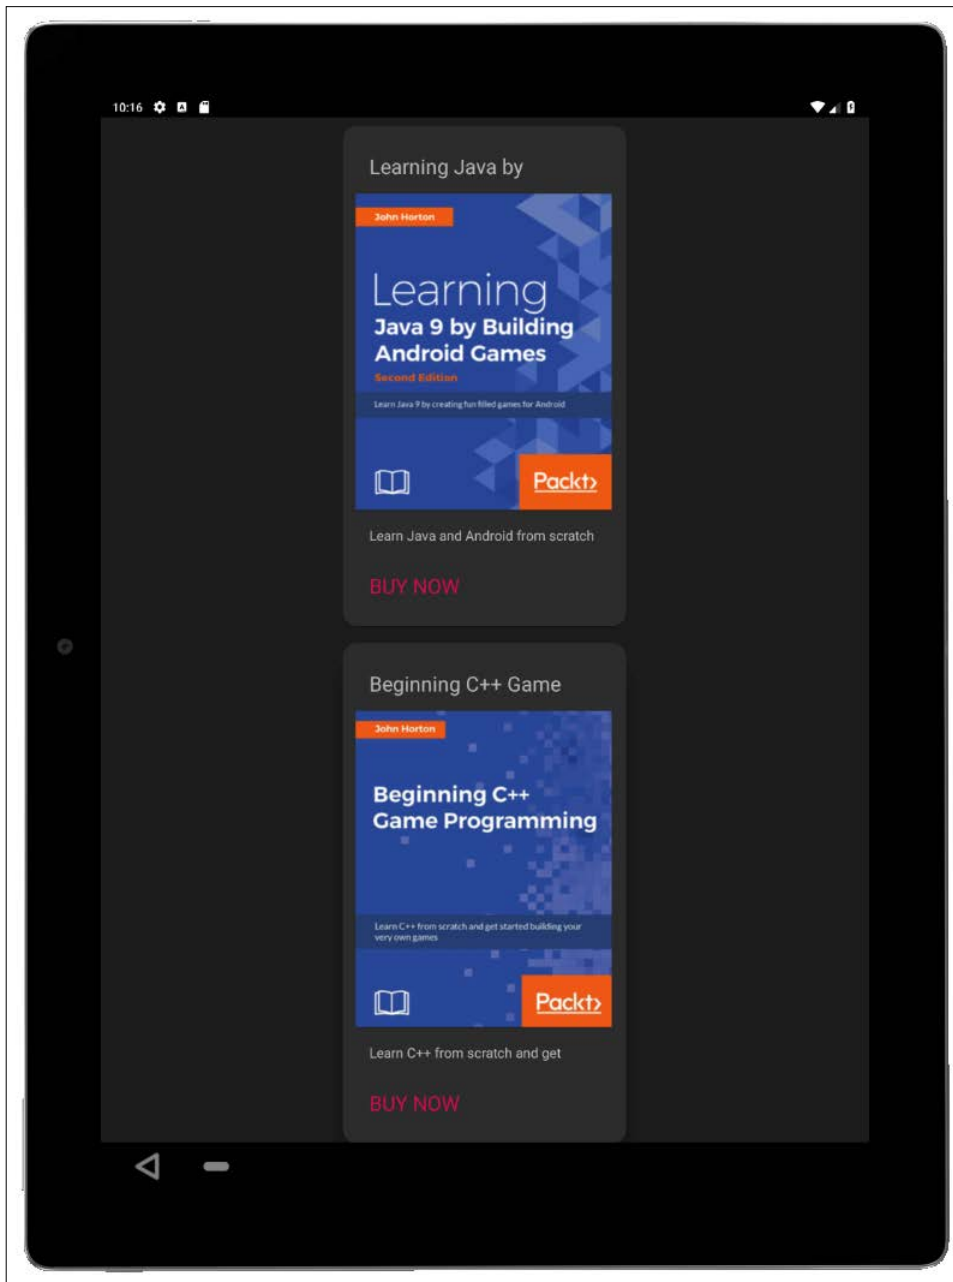 10:16
Learning Java by
John Horton
Learning
Java 9 by Building
Android Games
Second Edition
Learn Java 9 by creating fun filled games for Android
Packt>
Learn Java and Android from scratch
BUY NOW
Beginning C++ Game
John Horton
Beginning C++
Game Programming
Learn C++ from scratch and get started building your
very own games
Packt>
Learn C++ from scratch and get
BUY NOW